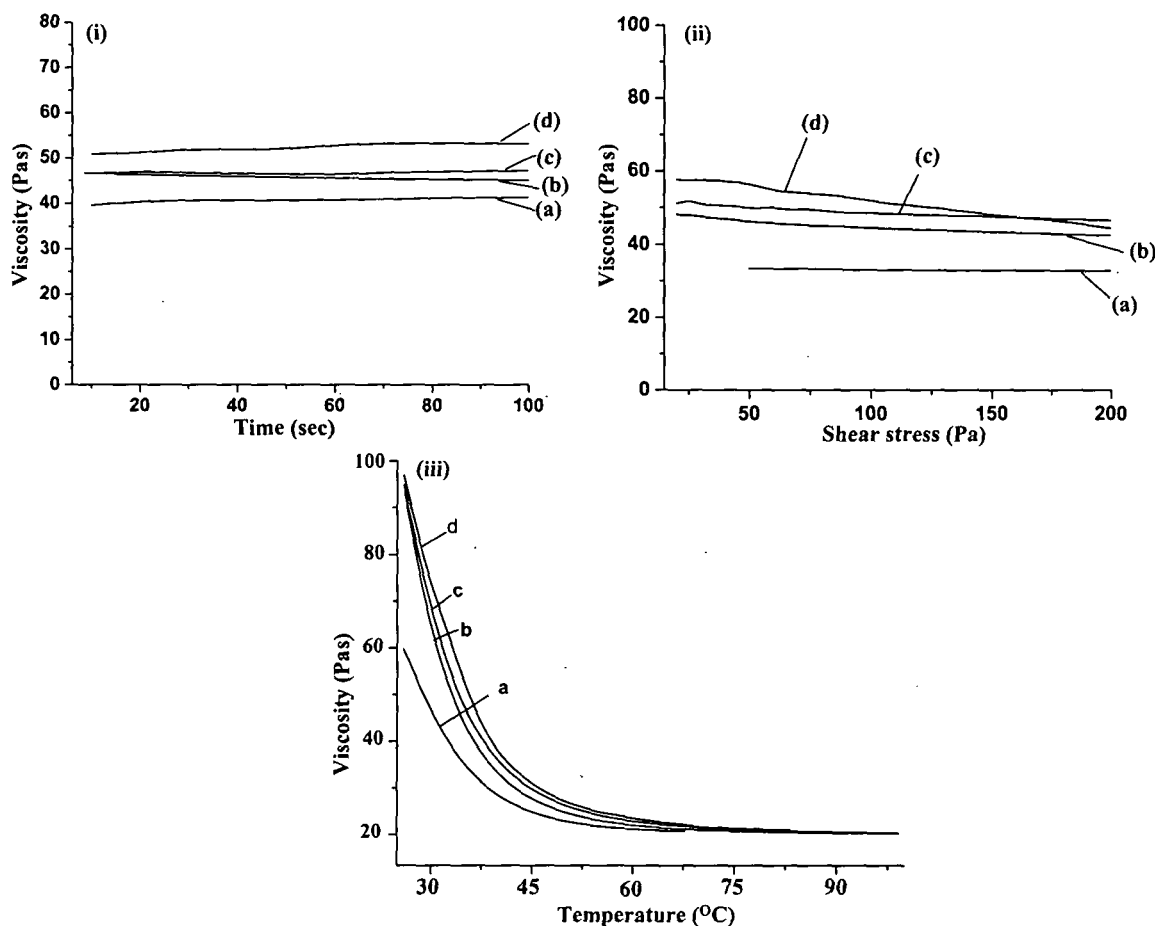 (i)
80
70
60
50
40
30
20
10
0
Viscosity (Pas)
(d)
(c)
(b)
(a)
20 40 60 80 100
Time (sec)
(ii)
100
80
60
40
20
0
Viscosity (Pas)
(d)
(c)
(b)
(a)
50 100 150 200
Shear stress (Pa)
(iii)
100
80
60
40
20
Viscosity (Pas)
d
c
b
a
30 45 60 75 90
Temperature (OC)